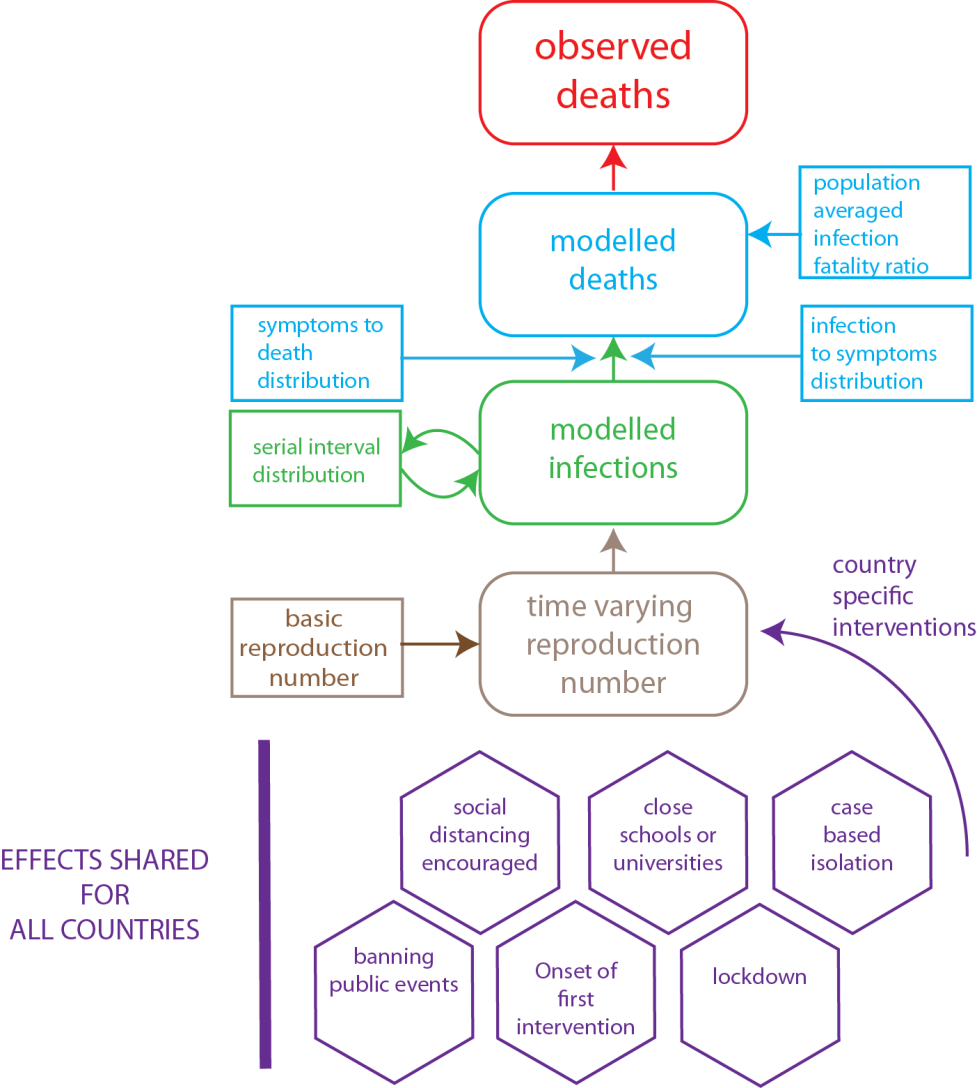 observed
deaths
population
averaged
infection
fatality ratio
modelled
deaths
symptoms to
death
distribution
infection
to symptoms
distribution
modelled
infections
serial interval
distribution
country
specific
interventions
time varying
reproduction
number
basic
reproduction
number
social
distancing
encouraged
close
schools or
universities
case
based
isolation
EFFECTS SHARED
FOR
ALL COUNTRIES
banning
public events
Onset of
first
intervention
lockdown